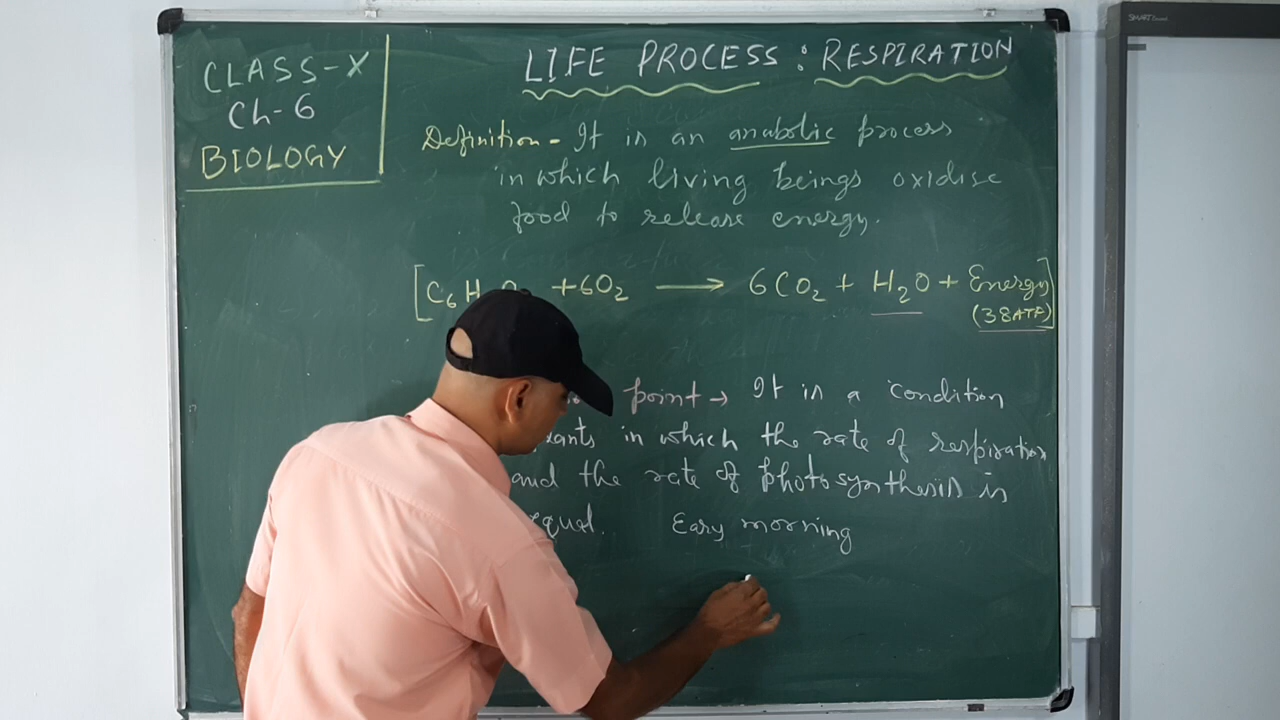 CLASS-X
Ch-6
BIOLOGY
LIFE PROCESS : RESPIRATION
Definition - It is an anabolic process
in which living beings oxidise
food to release energy.
[C6H +6O2 → 6CO2 + H2O + Energy]
(38ATP)
point → It is a condition
in which the rate of respiration
and the rate of photosynthesis is
equal. Eary morning
SMART